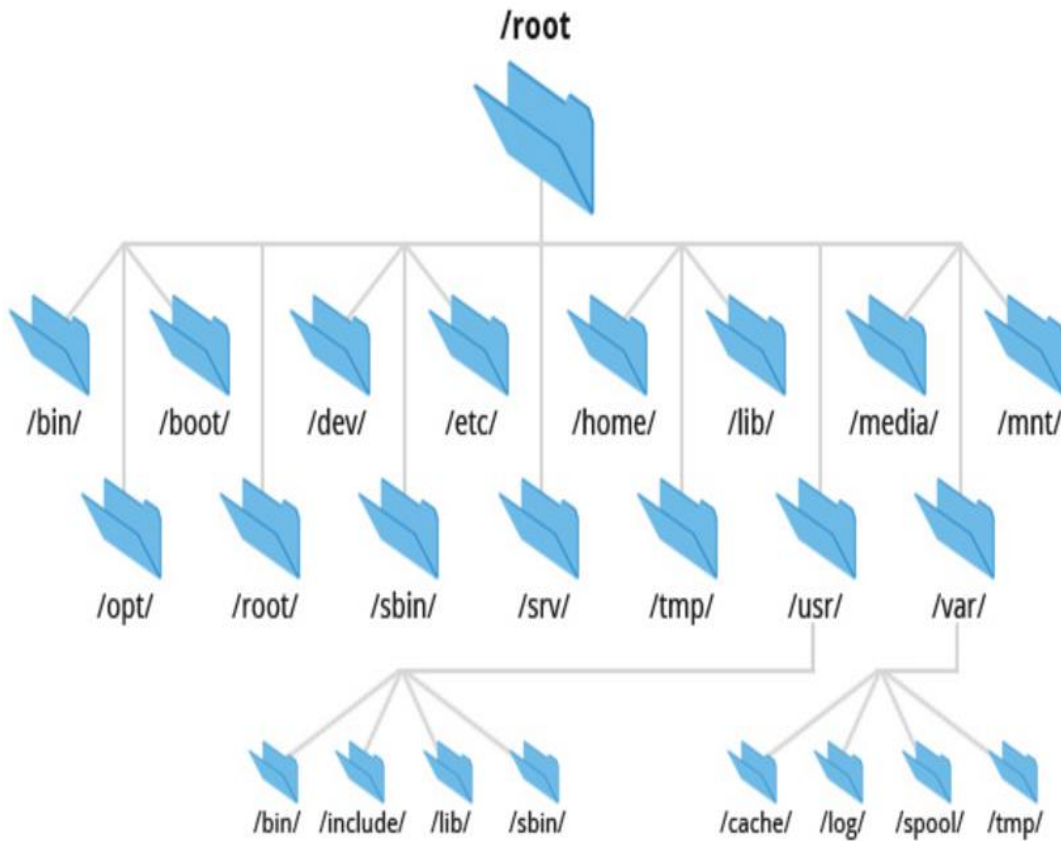 /root
/bin/ /boot/ /dev/ /etc/ /home/ /lib/ /media/ /mnt/
/opt/ /root/ /sbin/ /srv/ /tmp/ /usr/ /var/
/bin/ /include/ /lib/ /sbin/ /cache/ /log/ /spool/ /tmp/